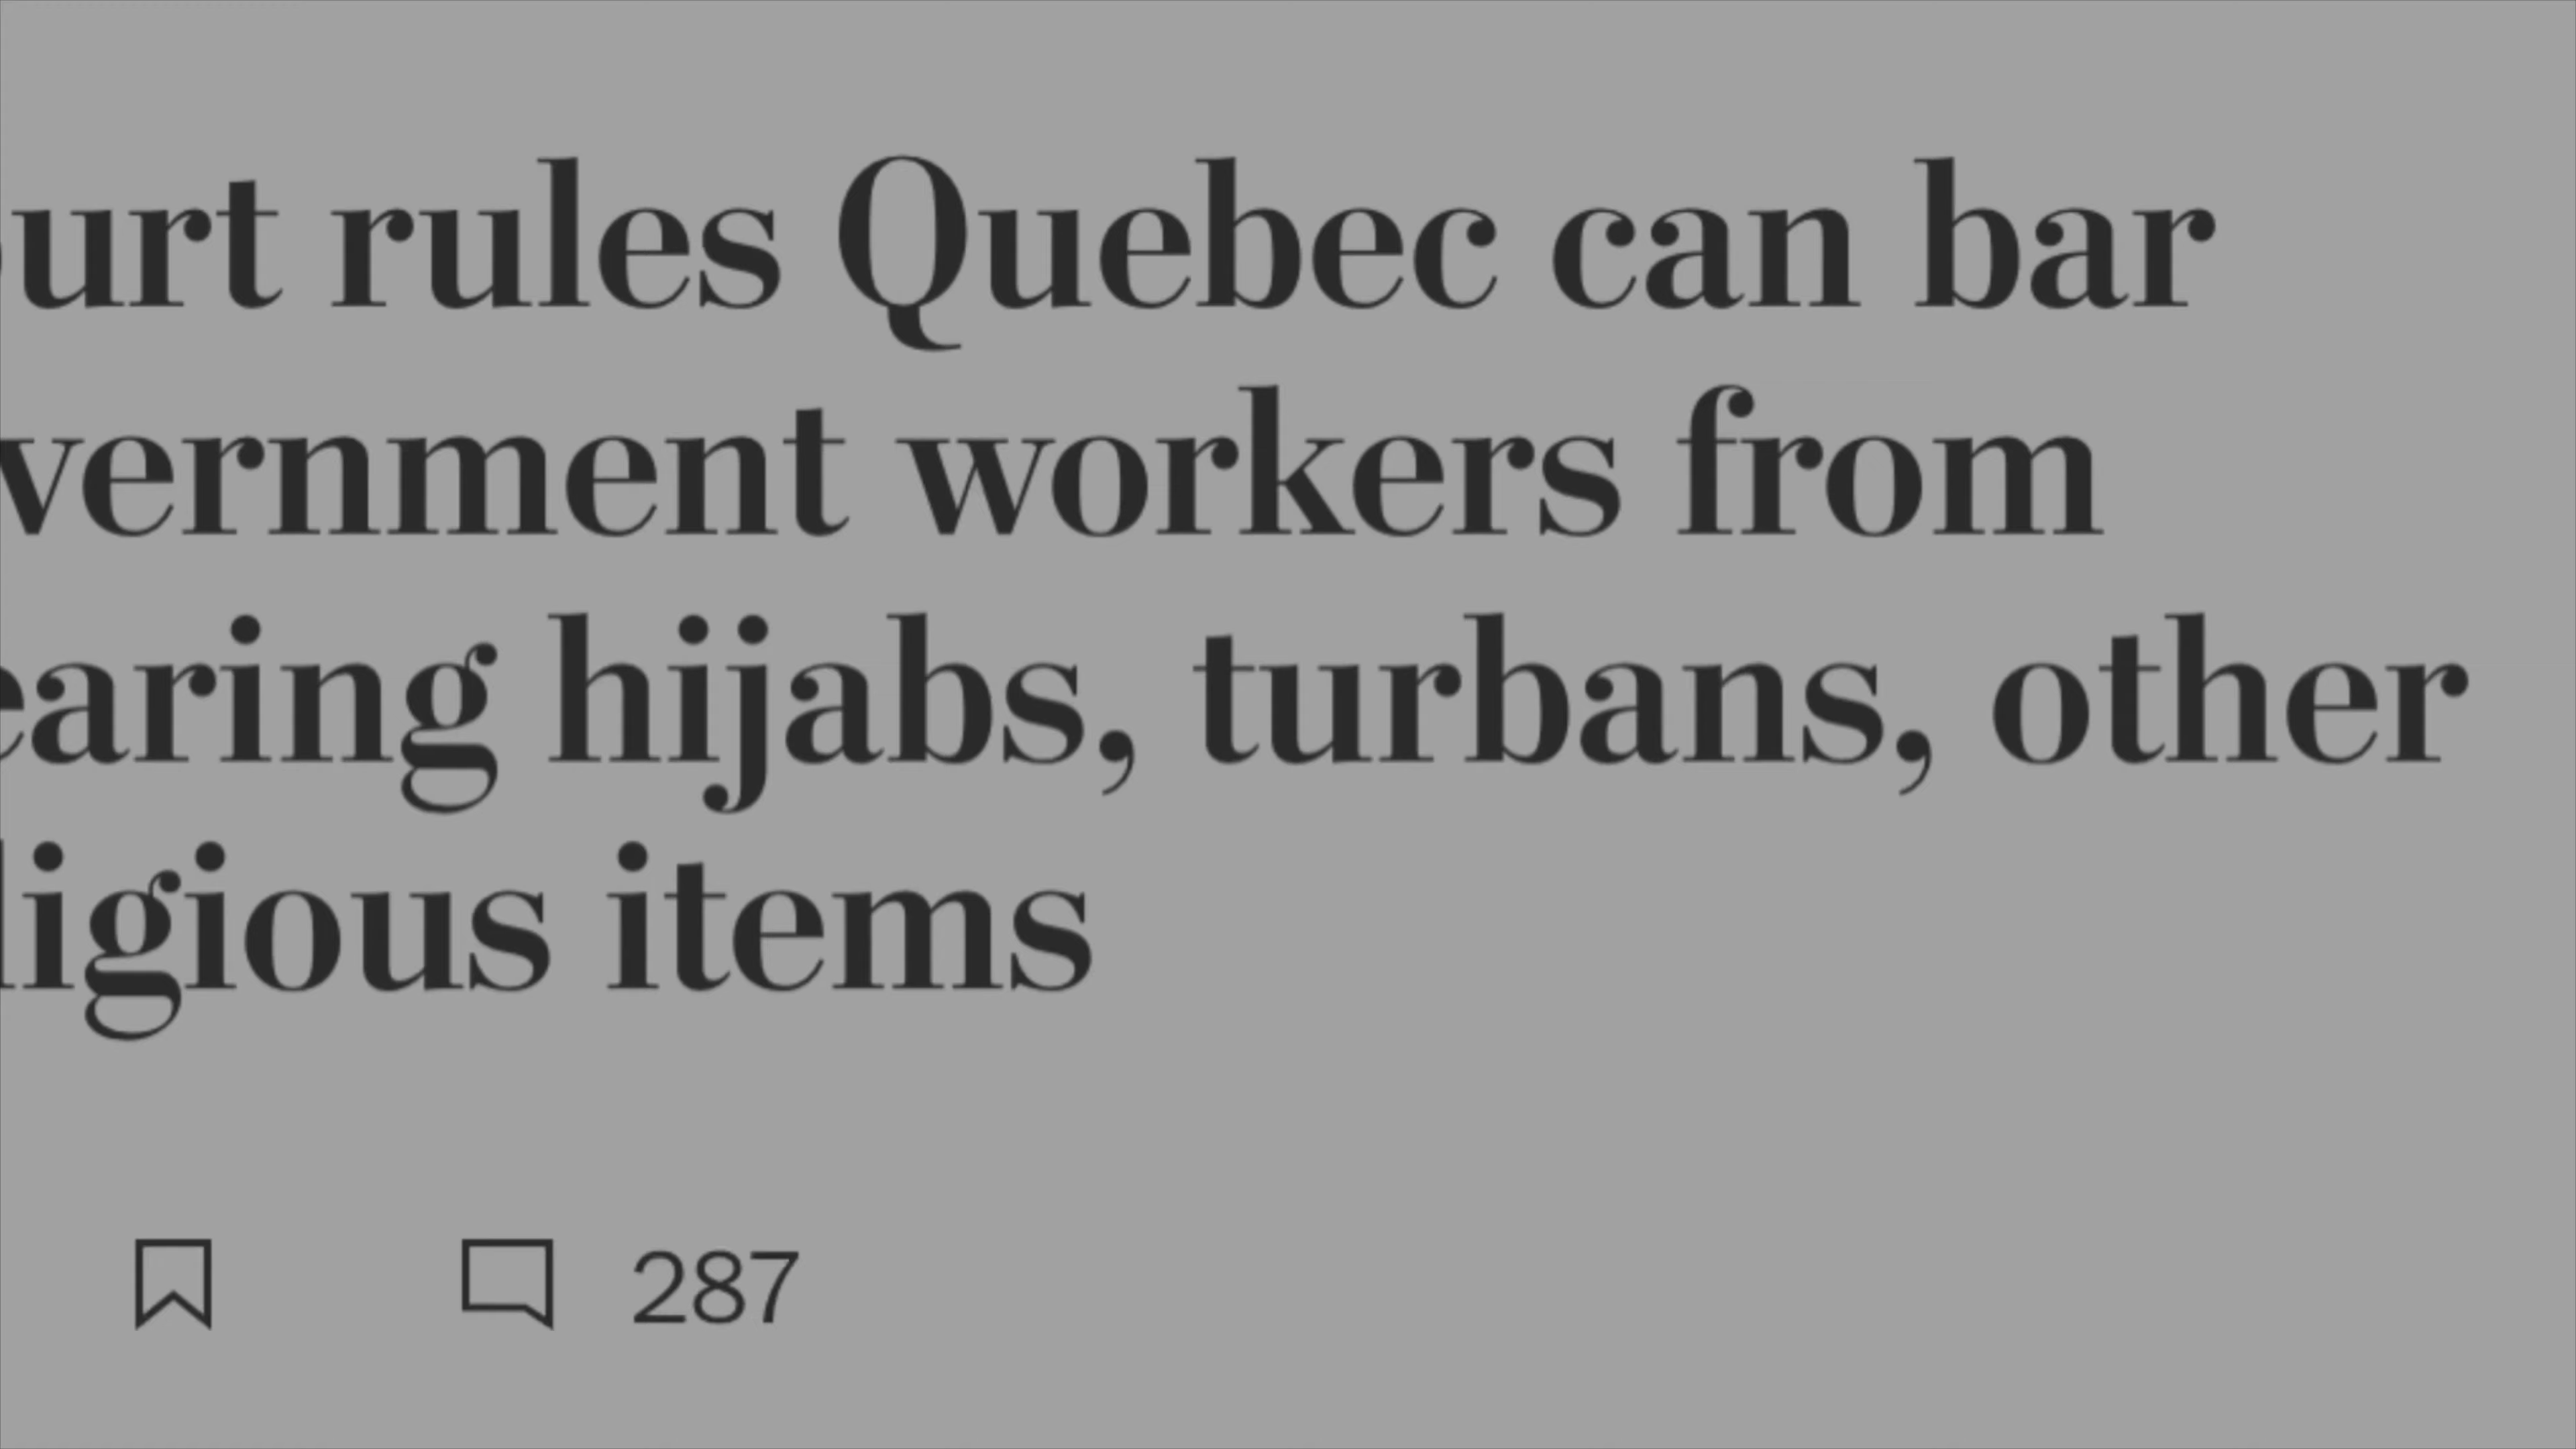 urt rules Quebec can bar
vernment workers from
earing hijabs, turbans, other
ligious items
287